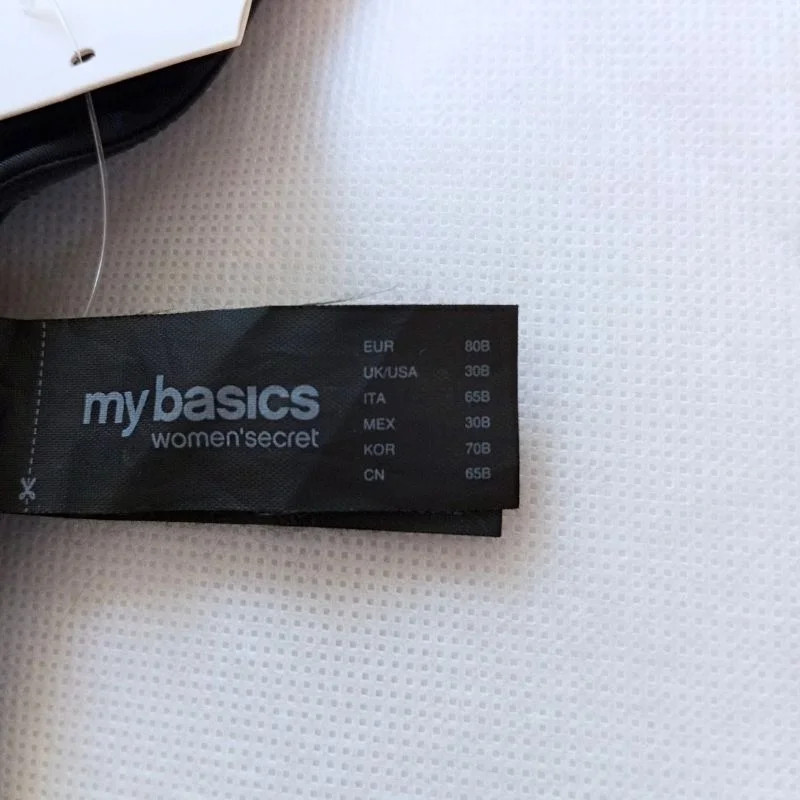 my basics
women'secret
EUR 80B
UK/USA 30B
ITA 65B
MEX 30B
KOR 70B
CN 65B